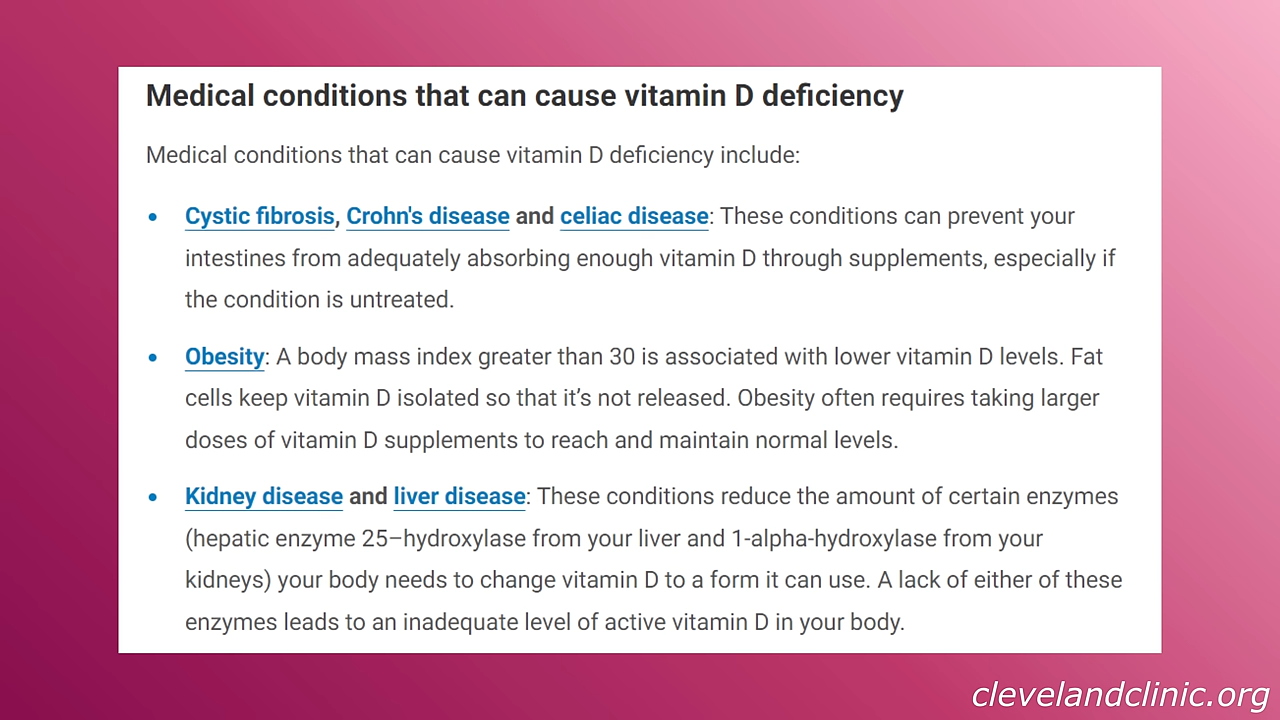 Medical conditions that can cause vitamin D deficiency
Medical conditions that can cause vitamin D deficiency include:
• Cystic fibrosis, Crohn's disease and celiac disease: These conditions can prevent your
intestines from adequately absorbing enough vitamin D through supplements, especially if
the condition is untreated.
• Obesity: A body mass index greater than 30 is associated with lower vitamin D levels. Fat
cells keep vitamin D isolated so that it’s not released. Obesity often requires taking larger
doses of vitamin D supplements to reach and maintain normal levels.
• Kidney disease and liver disease: These conditions reduce the amount of certain enzymes
(hepatic enzyme 25–hydroxylase from your liver and 1-alpha-hydroxylase from your
kidneys) your body needs to change vitamin D to a form it can use. A lack of either of these
enzymes leads to an inadequate level of active vitamin D in your body.
clevelandclinic.org